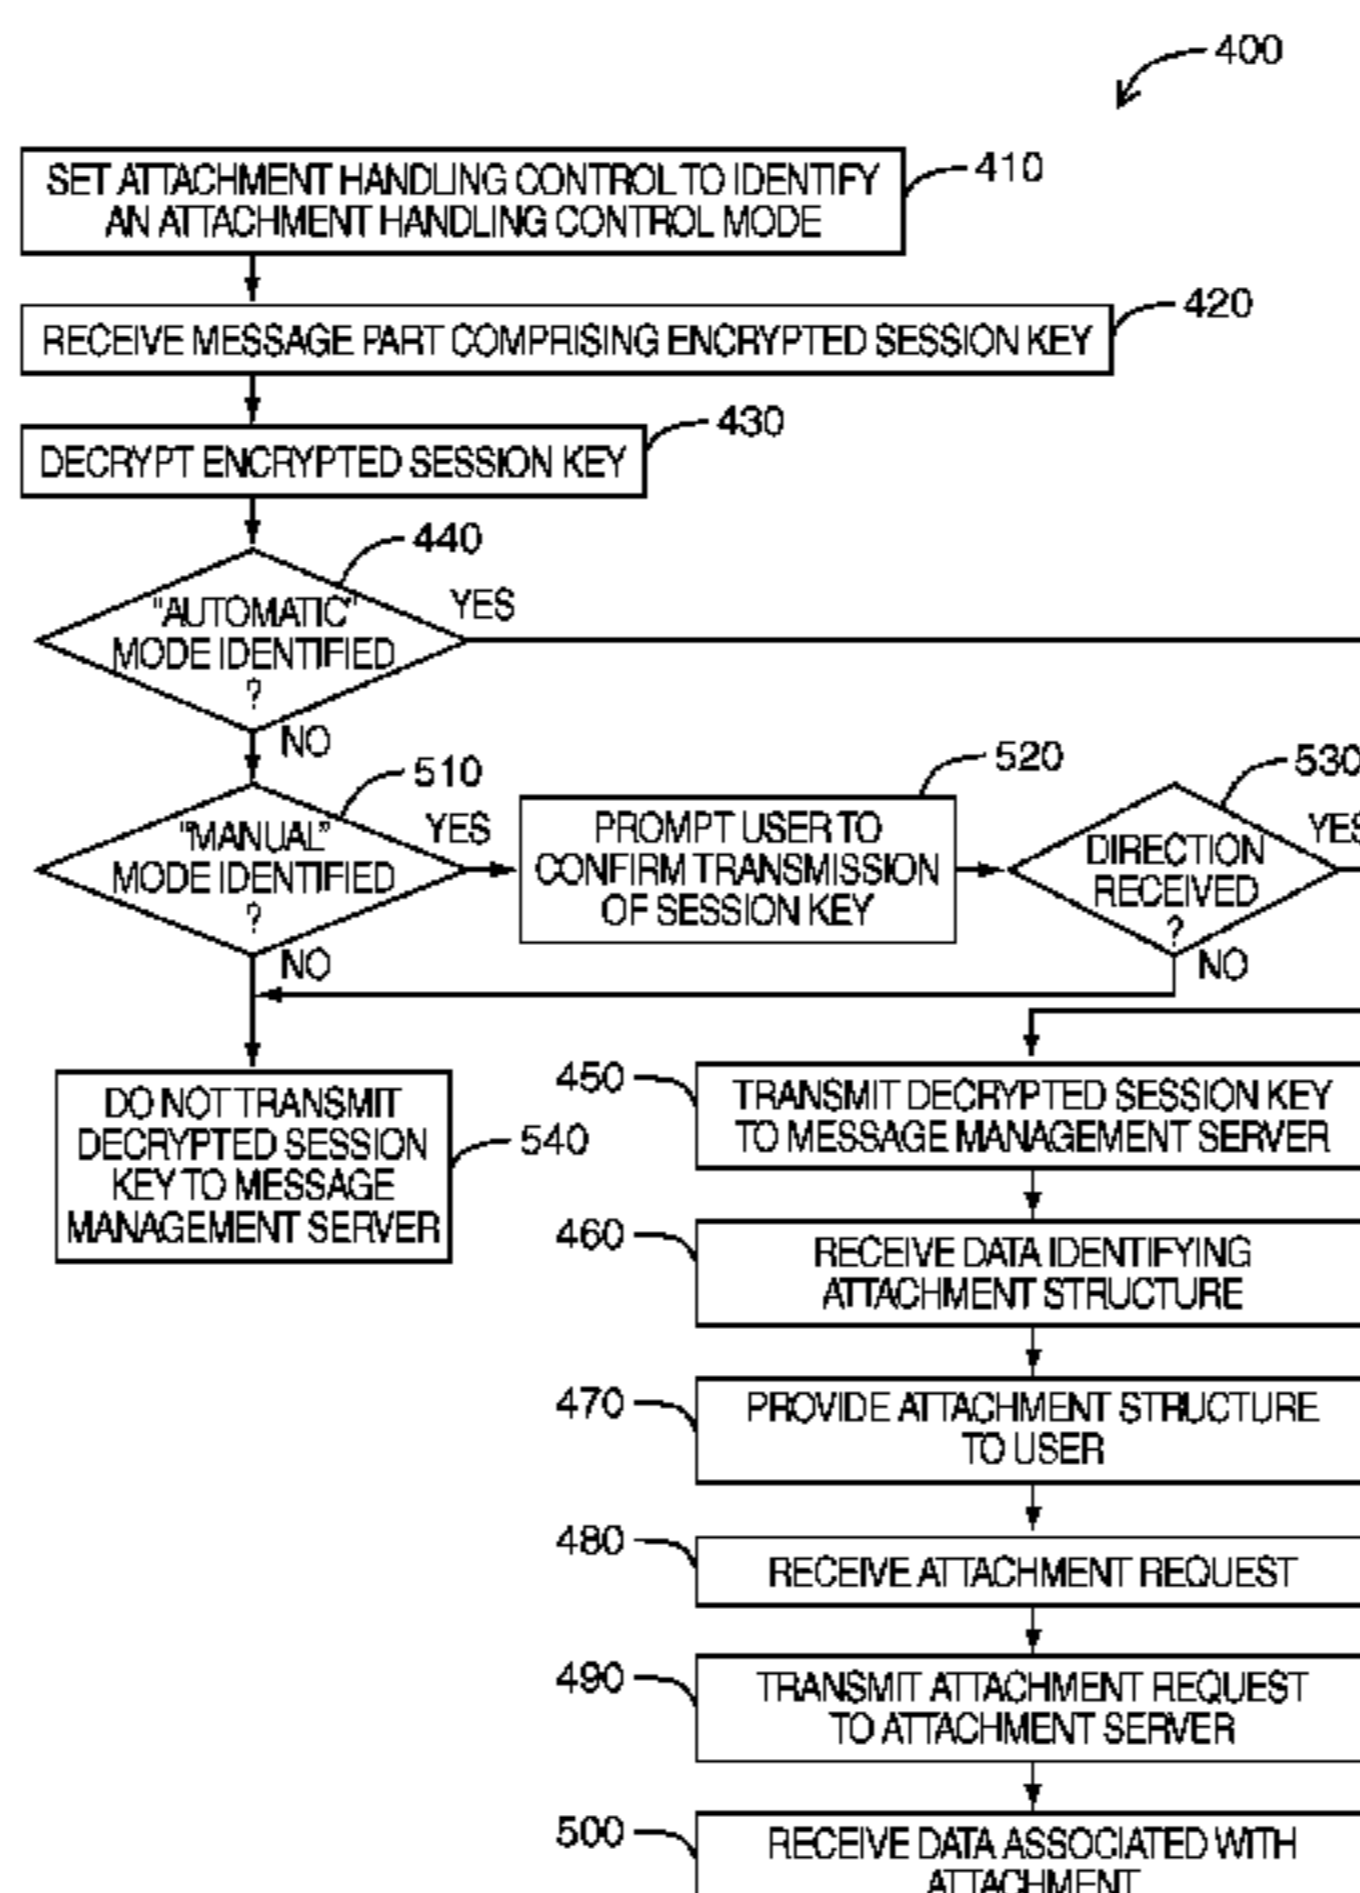 400
SET ATTACHMENT HANDLING CONTROL TO IDENTIFY
AN ATTACHMENT HANDLING CONTROL MODE
410
RECEIVE MESSAGE PART COMPRISING ENCRYPTED SESSION KEY
420
DECRYPT ENCRYPTED SESSION KEY
430
440
"AUTOMATIC"
MODE IDENTIFIED
?
YES
NO
510
"MANUAL"
MODE IDENTIFIED
?
YES
NO
520
PROMPT USER TO
CONFIRM TRANSMISSION
OF SESSION KEY
530
DIRECTION
RECEIVED
?
YES
NO
DO NOT TRANSMIT
DECRYPTED SESSION
KEY TO MESSAGE
MANAGEMENT SERVER
540
450
TRANSMIT DECRYPTED SESSION KEY
TO MESSAGE MANAGEMENT SERVER
460
RECEIVE DATA IDENTIFYING
ATTACHMENT STRUCTURE
470
PROVIDE ATTACHMENT STRUCTURE
TO USER
480
RECEIVE ATTACHMENT REQUEST
490
TRANSMIT ATTACHMENT REQUEST
TO ATTACHMENT SERVER
500
RECEIVE DATA ASSOCIATED WITH
ATTACHMENT